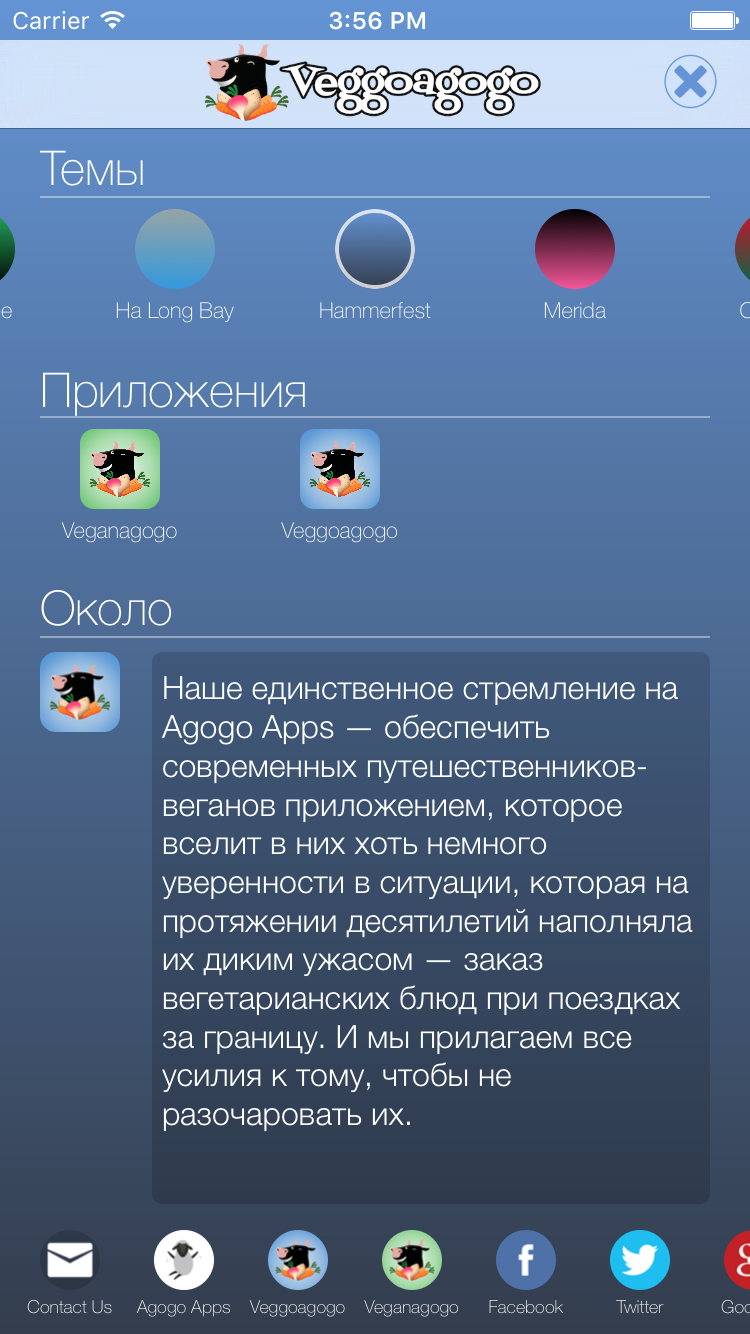 Carrier 3:56 PM
Veggoagogo
Темы
e Ha Long Bay Hammerfest Merida C
Приложения
Veganagogo Veggoagogo
Около
Наше единственное стремление на
Agogo Apps — обеспечить
современных путешественников-
веганов приложением, которое
вселит в них хоть немного
уверенности в ситуации, которая на
протяжении десятилетий наполняла
их диким ужасом — заказ
вегетарианских блюд при поездках
за границу. И мы прилагаем все
усилия к тому, чтобы не
разочаровать их.
Contact Us Agogo Apps Veggoagogo Veganagogo Facebook Twitter Goo